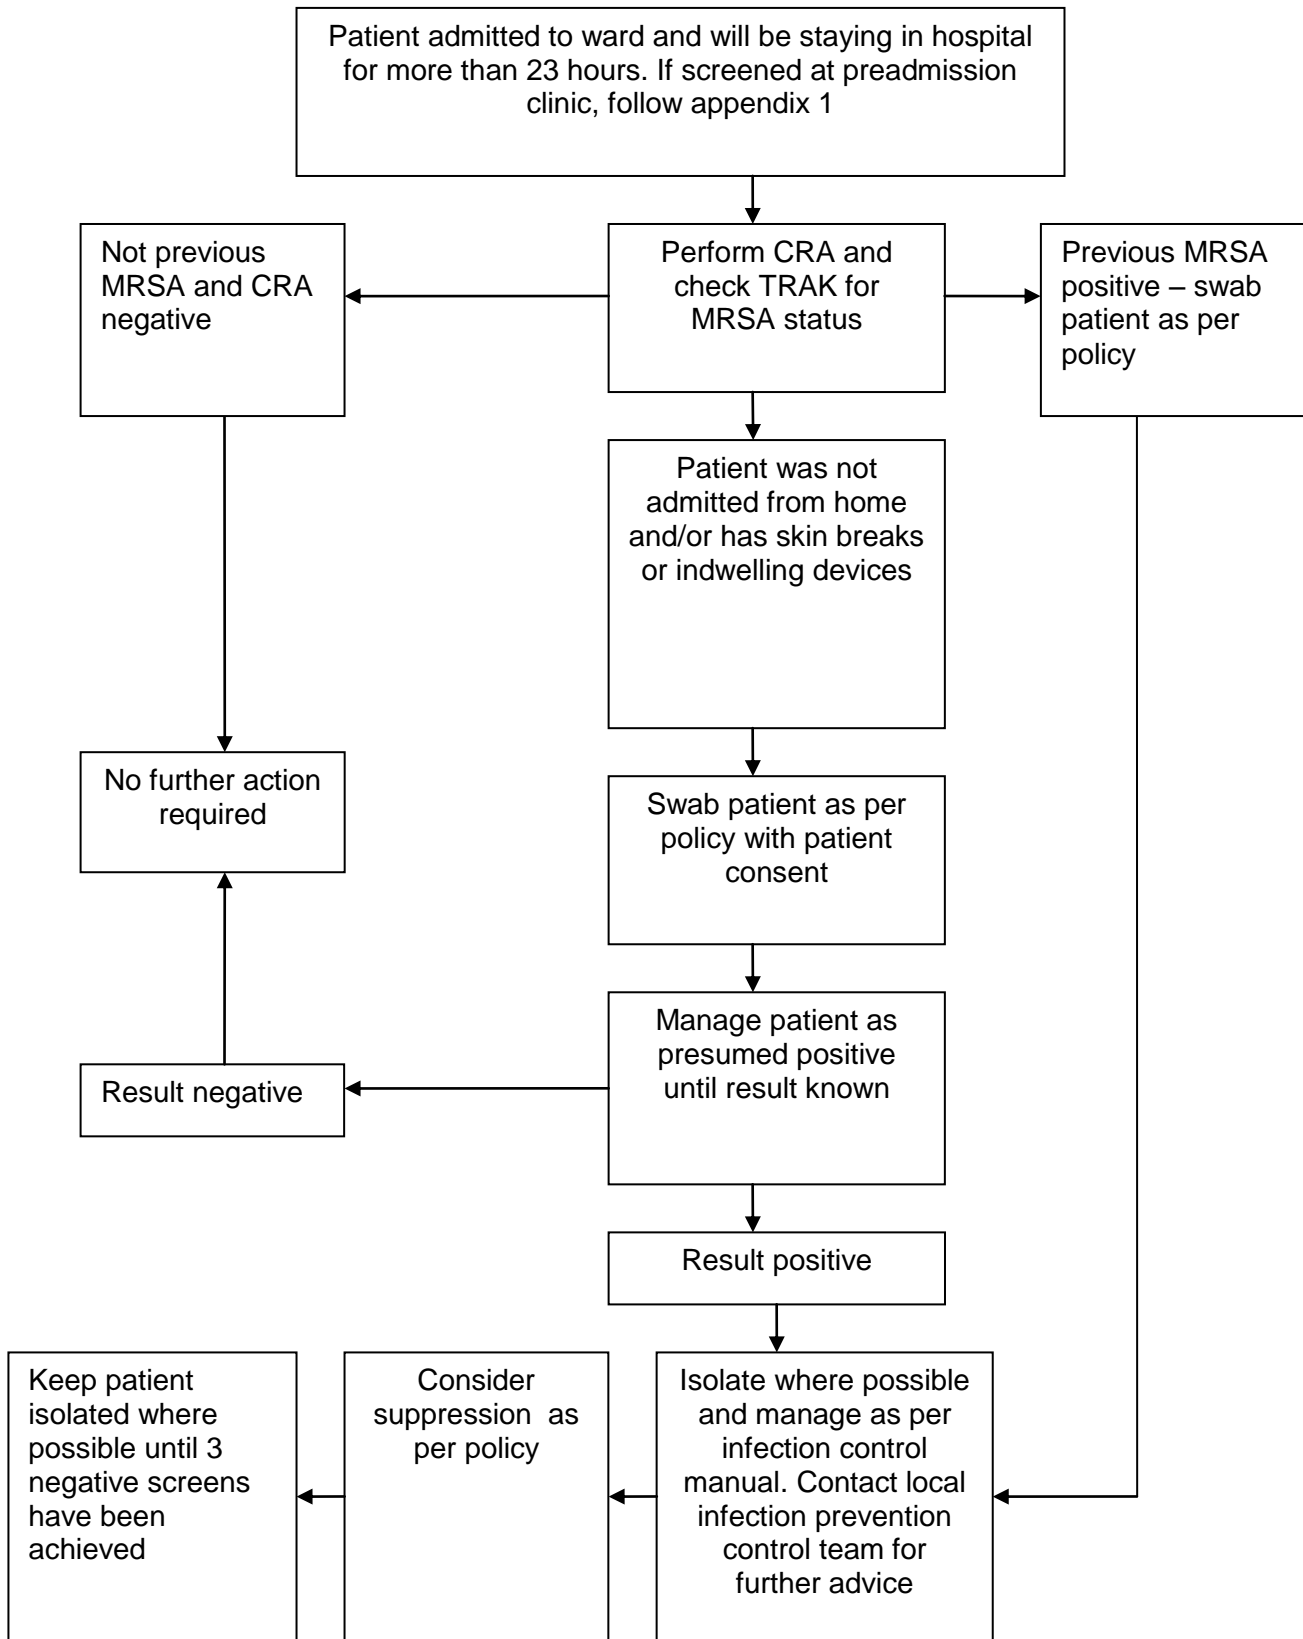 Patient admitted to ward and will be staying in hospital
for more than 23 hours. If screened at preadmission
clinic, follow appendix 1
Not previous
MRSA and CRA
negative
Perform CRA and
check TRAK for
MRSA status
Previous MRSA
positive – swab
patient as per
policy
Patient was not
admitted from home
and/or has skin breaks
or indwelling devices
No further action
required
Swab patient as per
policy with patient
consent
Manage patient as
presumed positive
until result known
Result negative
Result positive
Keep patient
isolated where
possible until 3
negative screens
have been
achieved
Consider
suppression as
per policy
Isolate where possible
and manage as per
infection control
manual. Contact local
infection prevention
control team for
further advice